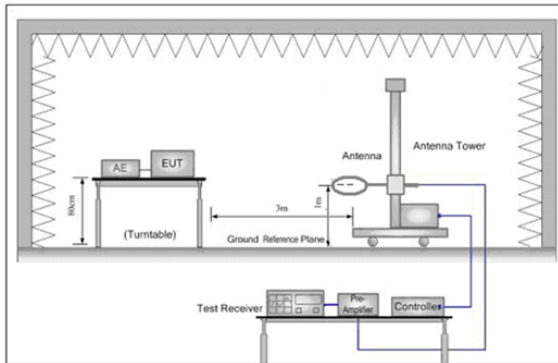 AE
EUT
80cm
(Turntable)
3m
Ground Reference Plane
1m
Antenna
Antenna Tower
Test Receiver
Pre-
Amplifier
Controller